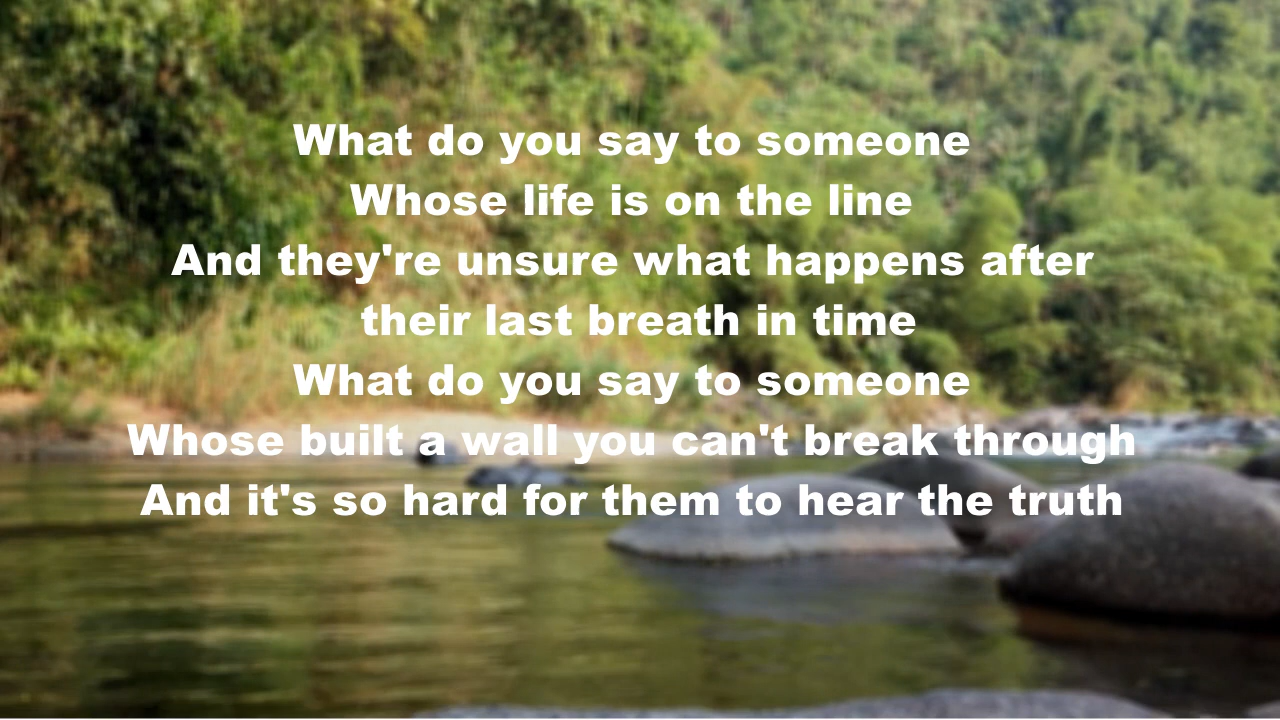 What do you say to someone
Whose life is on the line
And they're unsure what happens after
their last breath in time
What do you say to someone
Whose built a wall you can't break through
And it's so hard for them to hear the truth